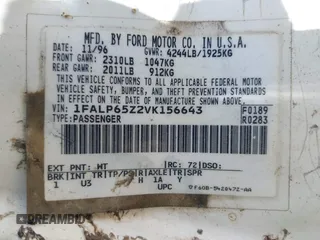 MFD. BY FORD MOTOR CO. IN U.S.A.
DATE: 11/96 GVWR: 4244LB/1925KG
FRONT GAWR: 2310LB 1047KG
REAR GAWR: 2011LB 912KG
THIS VEHICLE CONFORMS TO ALL APPLICABLE FEDERAL MOTOR
VEHICLE SAFETY, BUMPER, AND THEFT PREVENTION
STANDARDS IN EFFECT ON THE DATE OF MANUFACTURE SHOWN ABOVE
VIN: 1FALP65Z2VK156643 F0189
TYPE: PASSENGER R0283
EXT PNT: MT RC: 72 DSO:
BRK INT TR TP/PS R AXLE TR SPR
1 U3 H 1A Y
UPC